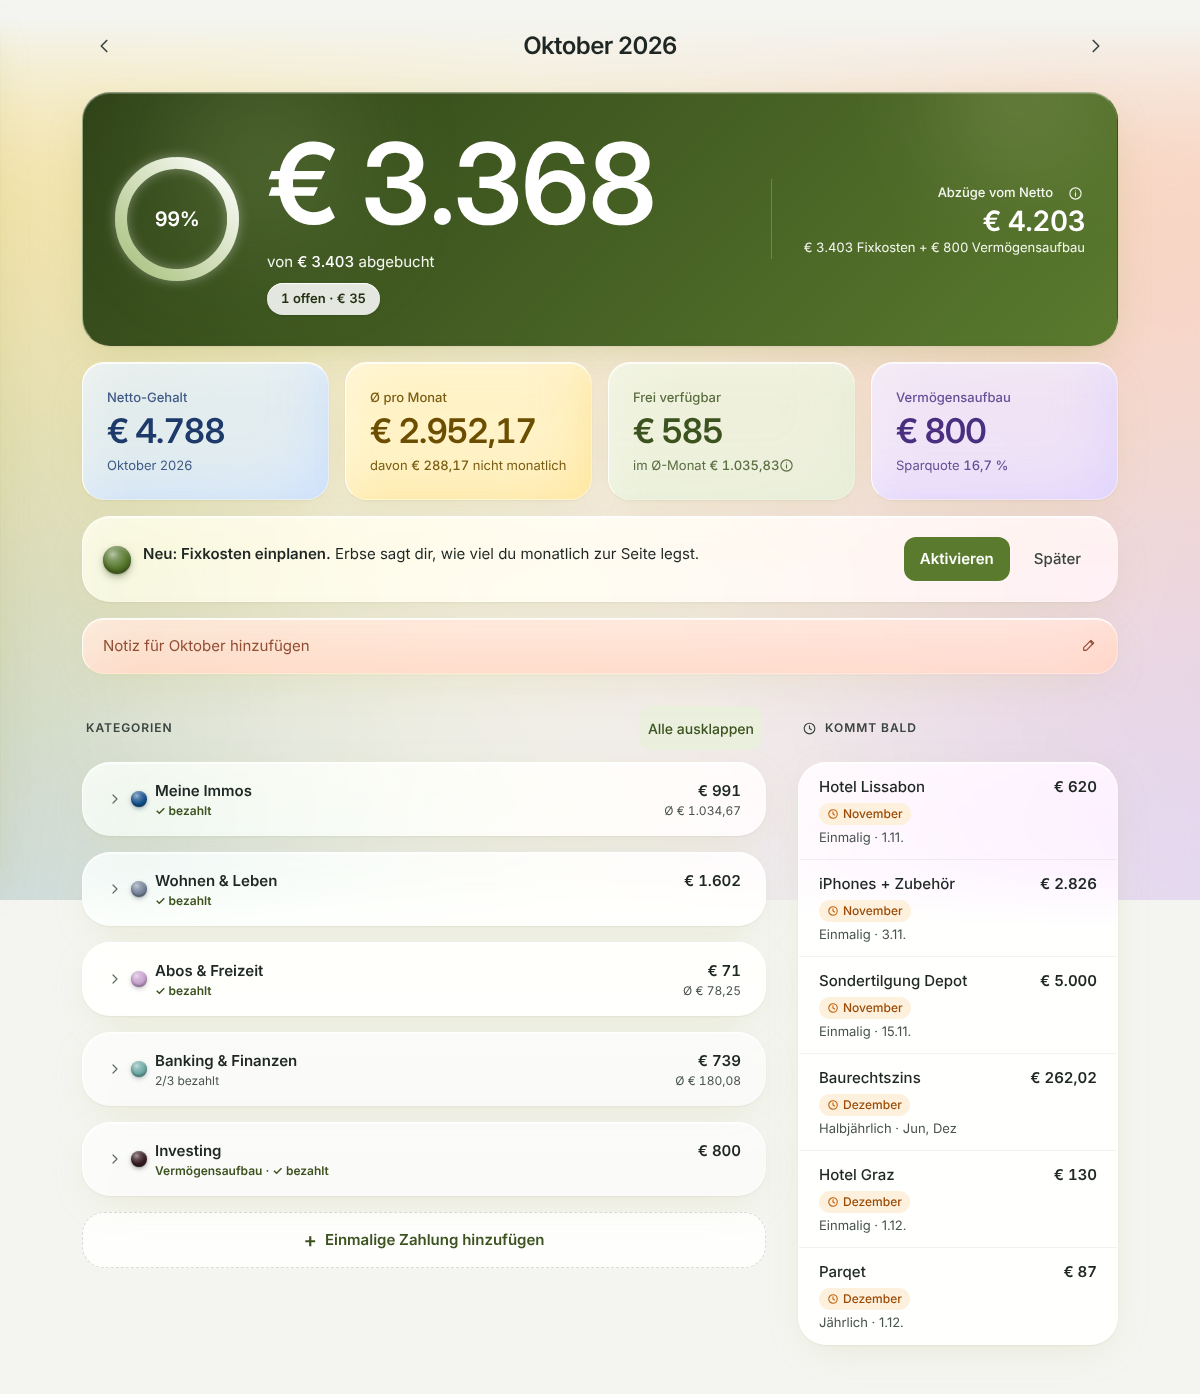 Oktober 2026
99%
€ 3.368
von € 3.403 abgebucht
1 offen · € 35
Abzüge vom Netto
€ 4.203
€ 3.403 Fixkosten + € 800 Vermögensaufbau
Netto-Gehalt
€ 4.788
Oktober 2026
Ø pro Monat
€ 2.952,17
davon € 288,17 nicht monatlich
Frei verfügbar
€ 585
im Ø-Monat € 1.035,83
Vermögensaufbau
€ 800
Sparquote 16,7 %
Neu: Fixkosten einplanen. Erbse sagt dir, wie viel du monatlich zur Seite legst.
Aktivieren
Später
Notiz für Oktober hinzufügen
KATEGORIEN
Alle ausklappen
Meine Immos
€ 991
✓ bezahlt
Ø € 1.034,67
Wohnen & Leben
€ 1.602
✓ bezahlt
Abos & Freizeit
€ 71
✓ bezahlt
Ø € 78,25
Banking & Finanzen
€ 739
2/3 bezahlt
Ø € 180,08
Investing
€ 800
Vermögensaufbau · ✓ bezahlt
+ Einmalige Zahlung hinzufügen
KOMMT BALD
Hotel Lissabon
€ 620
November
Einmalig · 1.11.
iPhones + Zubehör
€ 2.826
November
Einmalig · 3.11.
Sondertilgung Depot
€ 5.000
November
Einmalig · 15.11.
Baurechtszins
€ 262,02
Dezember
Halbjährlich · Jun, Dez
Hotel Graz
€ 130
Dezember
Einmalig · 1.12.
Parqet
€ 87
Dezember
Jährlich · 1.12.